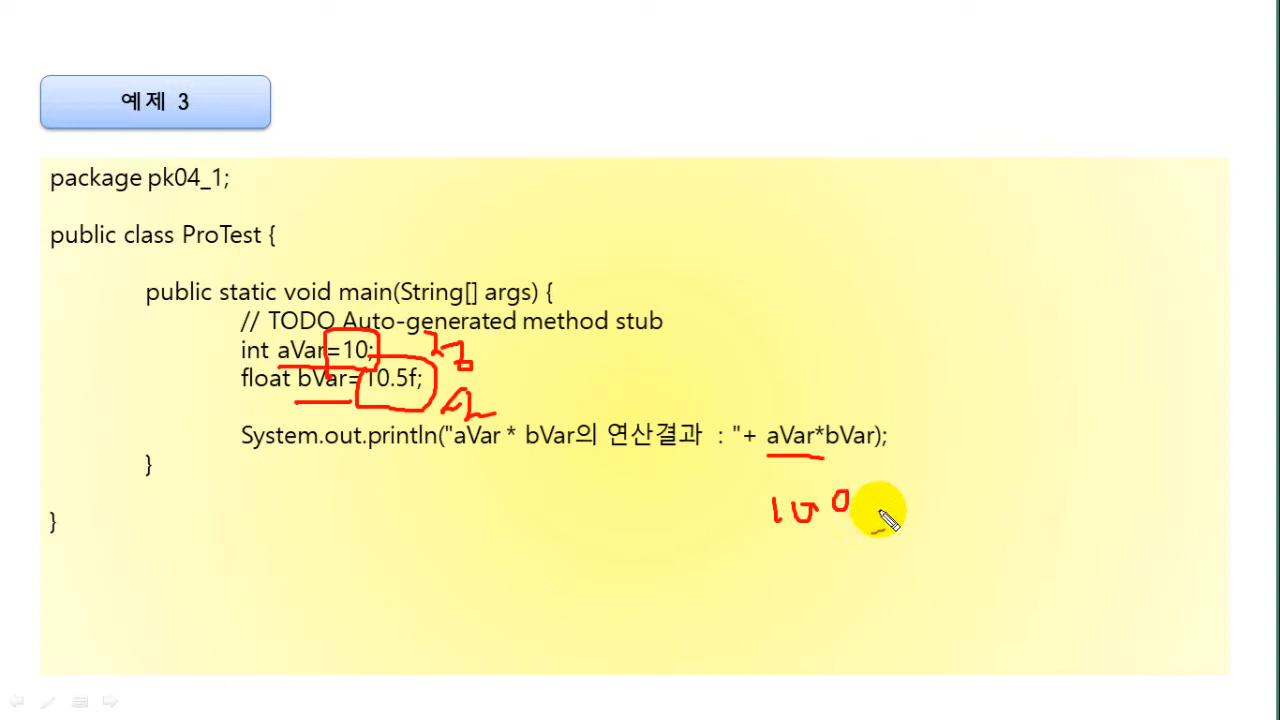 예제 3
package pk04_1;
public class ProTest {
public static void main(String[] args) {
// TODO Auto-generated method stub
int aVar=10;
float bVar=10.5f;
System.out.println("aVar * bVar의 연산결과 : "+ aVar*bVar);
}
}